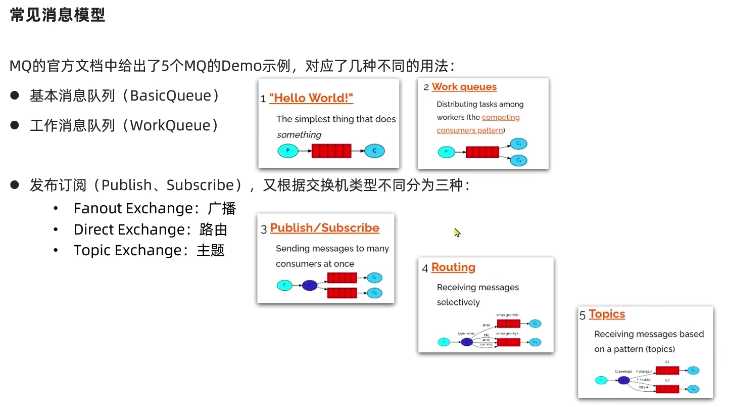 常见消息模型
MQ的官方文档中给出了5个MQ的Demo示例，对应了几种不同的用法：
● 基本消息队列（BasicQueue）
● 工作消息队列（WorkQueue）
1 "Hello World!"
The simplest thing that does
something
P
C
2 Work queues
Distributing tasks among
workers (the competing
consumers pattern)
● 发布订阅（Publish、Subscribe），又根据交换机类型不同分为三种：
• Fanout Exchange：广播
• Direct Exchange：路由
• Topic Exchange：主题
3 Publish/Subscribe
Sending messages to many
consumers at once
4 Routing
Receiving messages
selectively
5 Topics
Receiving messages based
on a pattern (topics)